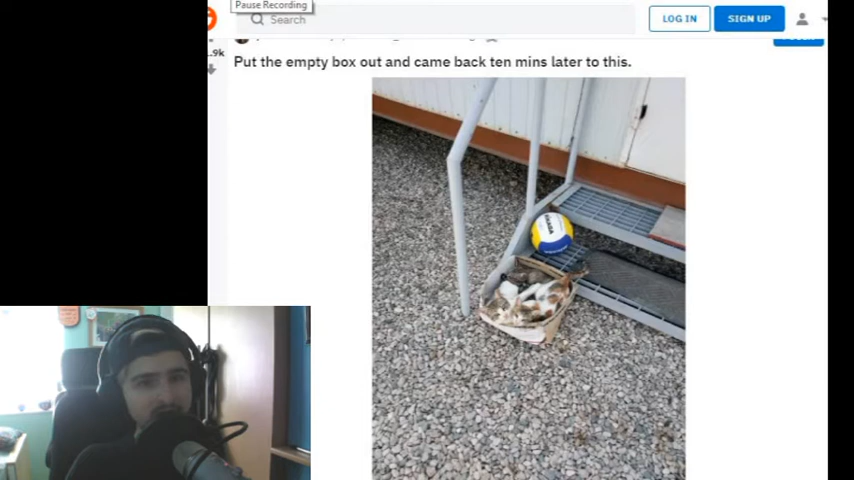 Pause Recording
Search
LOG IN
SIGN UP
.9k
Put the empty box out and came back ten mins later to this.